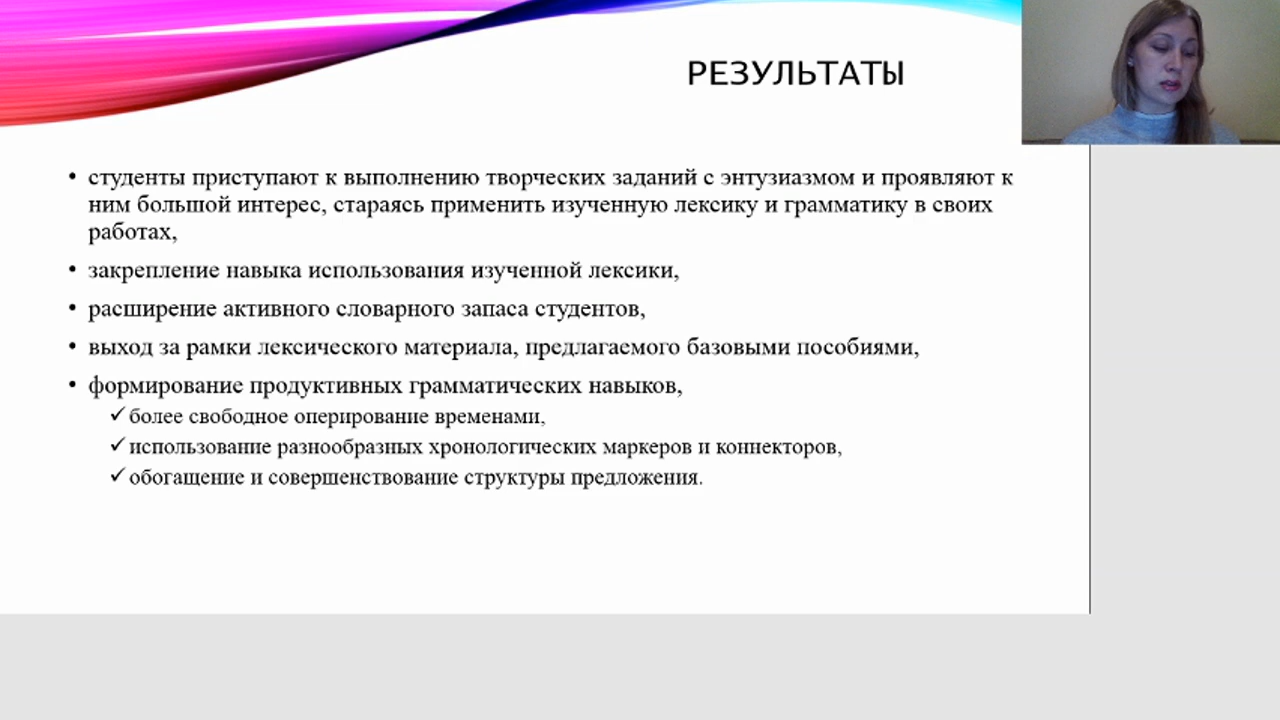 РЕЗУЛЬТАТЫ
• студенты приступают к выполнению творческих заданий с энтузиазмом и проявляют к
ним большой интерес, стараясь применить изученную лексику и грамматику в своих
работах,
• закрепление навыка использования изученной лексики,
• расширение активного словарного запаса студентов,
• выход за рамки лексического материала, предлагаемого базовыми пособиями,
• формирование продуктивных грамматических навыков,
✓ более свободное оперирование временами,
✓ использование разнообразных хронологических маркеров и коннекторов,
✓ обогащение и совершенствование структуры предложения.